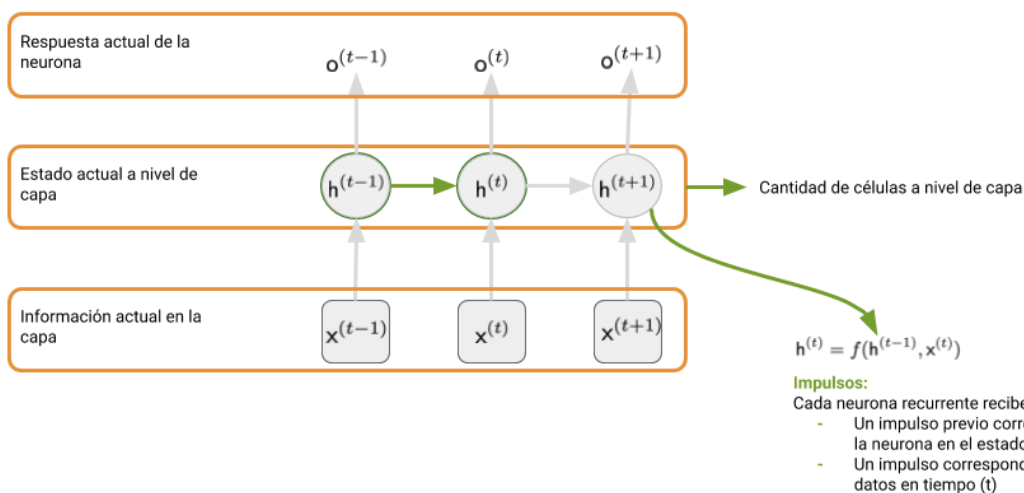 Respuesta actual de la
neurona
o^(t−1) o^(t) o^(t+1)
Estado actual a nivel de
capa
h^(t−1) h^(t) h^(t+1)
Cantidad de células a nivel de capa
Información actual en la
capa
x^(t−1) x^(t) x^(t+1)
h^(t) = f(h^(t−1), x^(t))
Impulsos:
Cada neurona recurrente recibe
- Un impulso previo
la neurona en el estado
- Un impulso
datos en tiempo (t)